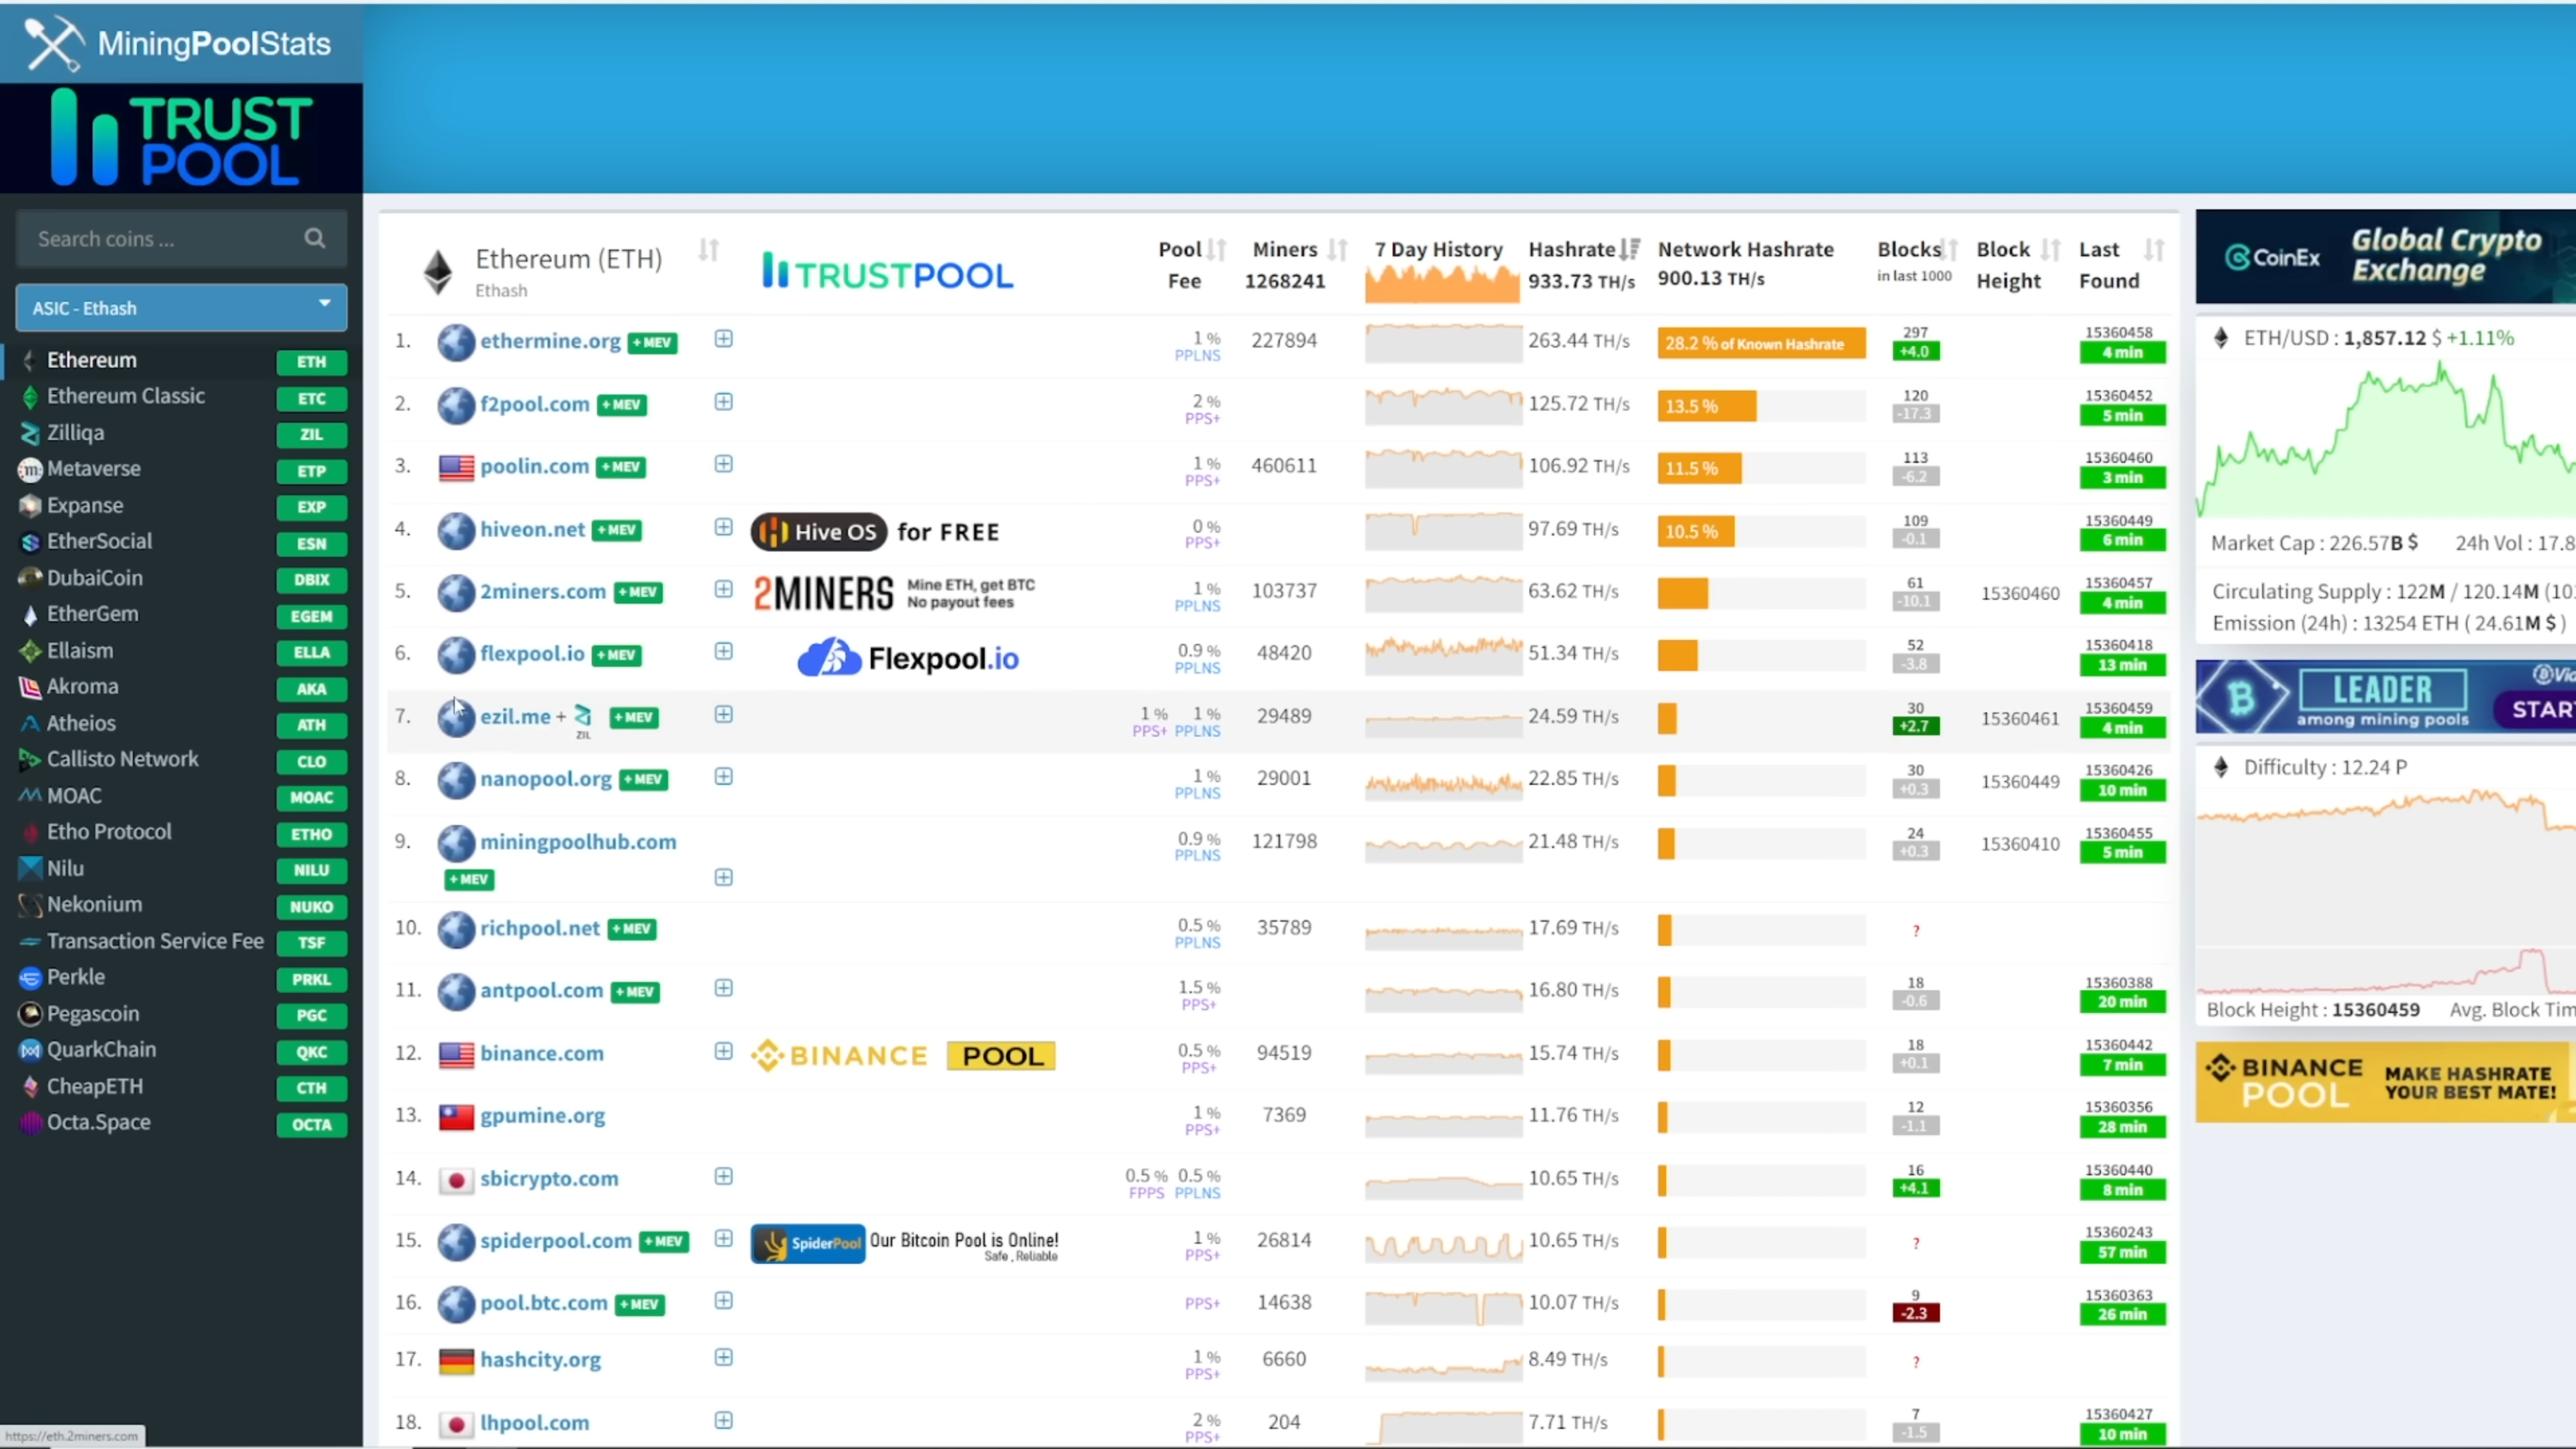 MiningPoolStats
TRUST
POOL
Search coins ...
ASIC - Ethash
Ethereum ETH
Ethereum Classic ETC
Zilliqa ZIL
Metaverse ETP
Expanse EXP
EtherSocial ESN
DubaiCoin DBIX
EtherGem EGEM
Ellaism ELLA
Akroma AKA
Atheios ATH
Callisto Network CLO
MOAC MOAC
Etho Protocol ETHO
Nilu NILU
Nekonium NUKO
Transaction Service Fee TSF
Perkle PRKL
Pegascoin PGC
QuarkChain QKC
CheapETH CTH
Octa.Space OCTA
https://eth.2miners.com
Ethereum (ETH)
Ethash
TRUSTPOOL
Pool Fee
Miners
1268241
7 Day History
Hashrate
933.73 TH/s
Network Hashrate
900.13 TH/s
Blocks
in last 1000
Block Height
Last Found
1. ethermine.org + MEV 1 % 227894 263.44 TH/s 28.2 % of Known Hashrate 297 15360458
PPLNS +4.0 4 min
2. f2pool.com + MEV 2 % 125.72 TH/s 13.5 % 120 15360452
PPS+ -17.3 5 min
3. poolin.com + MEV 1 % 460611 106.92 TH/s 11.5 % 113 15360460
PPS+ -6.2 3 min
4. hiveon.net + MEV Hive OS for FREE 0 % 97.69 TH/s 10.5 % 109 15360449
PPS+ -0.1 6 min
5. 2miners.com + MEV 2MINERS Mine ETH, get BTC No payout fees 1 % 103737 63.62 TH/s 61 15360460 15360457
PPLNS -10.1 4 min
6. flexpool.io + MEV Flexpool.io 0.9 % 48420 51.34 TH/s 52 15360418
PPLNS -3.8 13 min
7. ezil.me + ZIL + MEV 1 % 1 % 29489 24.59 TH/s 30 15360461 15360459
PPS+ PPLNS +2.7 4 min
8. nanopool.org + MEV 1 % 29001 22.85 TH/s 30 15360449 15360426
PPLNS +0.3 10 min
9. miningpoolhub.com 0.9 % 121798 21.48 TH/s 24 15360410 15360455
+ MEV PPLNS +0.3 5 min
10. richpool.net + MEV 0.5 % 35789 17.69 TH/s ?
PPLNS
11. antpool.com + MEV 1.5 % 16.80 TH/s 18 15360388
PPS+ -0.6 20 min
12. binance.com BINANCE POOL 0.5 % 94519 15.74 TH/s 18 15360442
PPS+ +0.1 7 min
13. gpumine.org 1 % 7369 11.76 TH/s 12 15360356
PPS+ -1.1 28 min
14. sbicrypto.com 0.5 % 0.5 % 10.65 TH/s 16 15360440
FPPS PPLNS +4.1 8 min
15. spiderpool.com + MEV SpiderPool Our Bitcoin Pool is Online! Safe , Reliable 1 % 26814 10.65 TH/s ? 15360243
PPS+ 57 min
16. pool.btc.com + MEV PPS+ 14638 10.07 TH/s 9 15360363
-2.3 26 min
17. hashcity.org 1 % 6660 8.49 TH/s ?
PPS+
18. lhpool.com 2 % 204 7.71 TH/s 7 15360427
PPS+ -1.5 10 min
CoinEx Global Crypto
Exchange
ETH/USD : 1,857.12 $ +1.11%
Market Cap : 226.57B $ 24h Vol : 17.8
Circulating Supply : 122M / 120.14M (10
Emission (24h) : 13254 ETH ( 24.61M $ )
LEADER
among mining pools
START
Difficulty : 12.24 P
Block Height : 15360459 Avg. Block Tim
BINANCE
POOL
MAKE HASHRATE
YOUR BEST MATE!